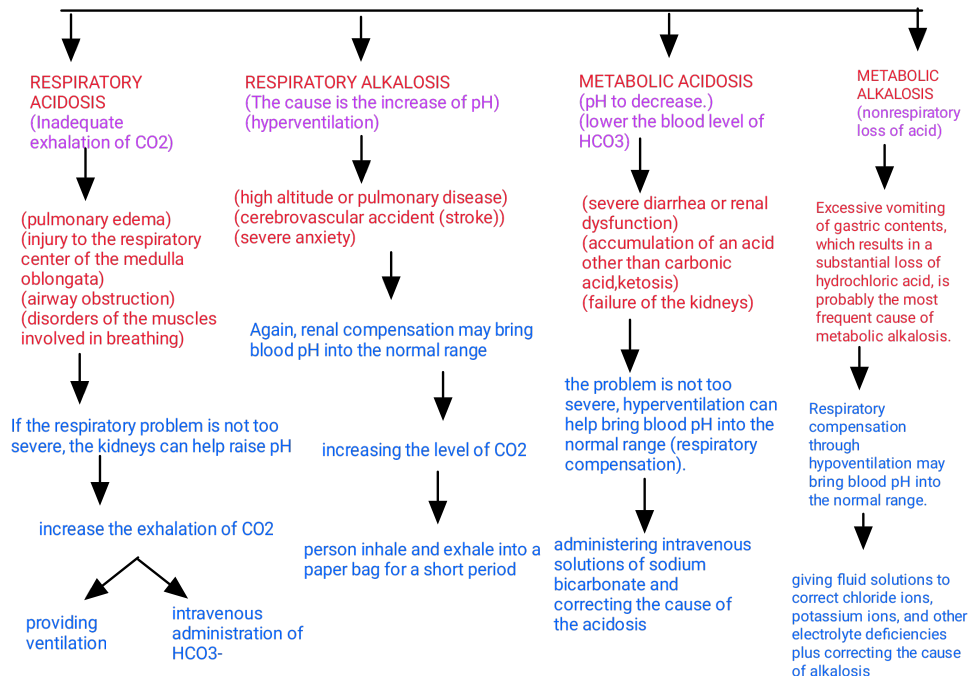 RESPIRATORY
ACIDOSIS
(Inadequate
exhalation of CO2)
(pulmonary edema)
(injury to the respiratory
center of the medulla
oblongata)
(airway obstruction)
(disorders of the muscles
involved in breathing)
If the respiratory problem is not too
severe, the kidneys can help raise pH
increase the exhalation of CO2
providing
ventilation
intravenous
administration of
HCO3-
RESPIRATORY ALKALOSIS
(The cause is the increase of pH)
(hyperventilation)
(high altitude or pulmonary disease)
(cerebrovascular accident (stroke))
(severe anxiety)
Again, renal compensation may bring
blood pH into the normal range
increasing the level of CO2
person inhale and exhale into a
paper bag for a short period
METABOLIC ACIDOSIS
(pH to decrease.)
(lower the blood level of
HCO3)
(severe diarrhea or renal
dysfunction)
(accumulation of an acid
other than carbonic
acid,ketosis)
(failure of the kidneys)
the problem is not too
severe, hyperventilation can
help bring blood pH into the
normal range (respiratory
compensation).
administering intravenous
solutions of sodium
bicarbonate and
correcting the cause of
the acidosis
METABOLIC
ALKALOSIS
(nonrespiratory
loss of acid)
Excessive vomiting
of gastric contents,
which results in a
substantial loss of
hydrochloric acid, is
probably the most
frequent cause of
metabolic alkalosis.
Respiratory
compensation
through
hypoventilation may
bring blood pH into
the normal range.
giving fluid solutions to
correct chloride ions,
potassium ions, and other
electrolyte deficiencies
plus correcting the cause
of alkalosis